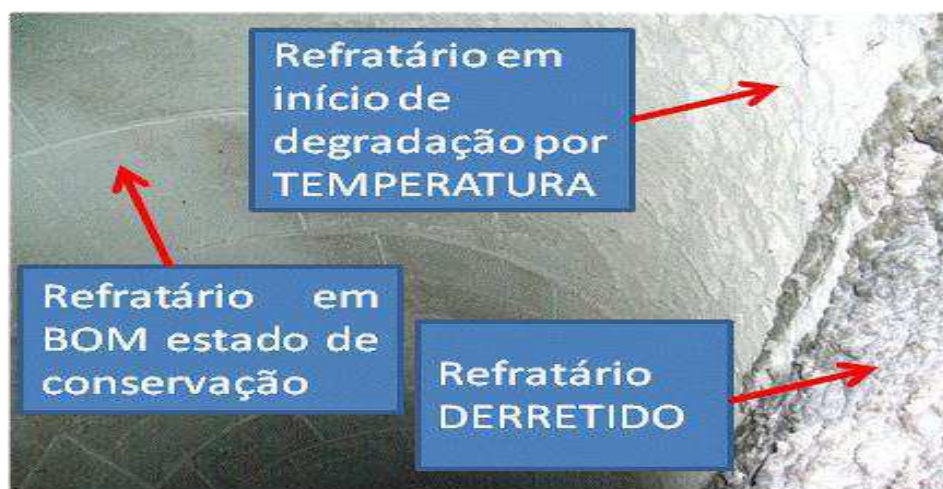 Refratário em
início de
degradação por
TEMPERATURA
Refratário em
BOM estado de
conservação
Refratário
DERRETIDO